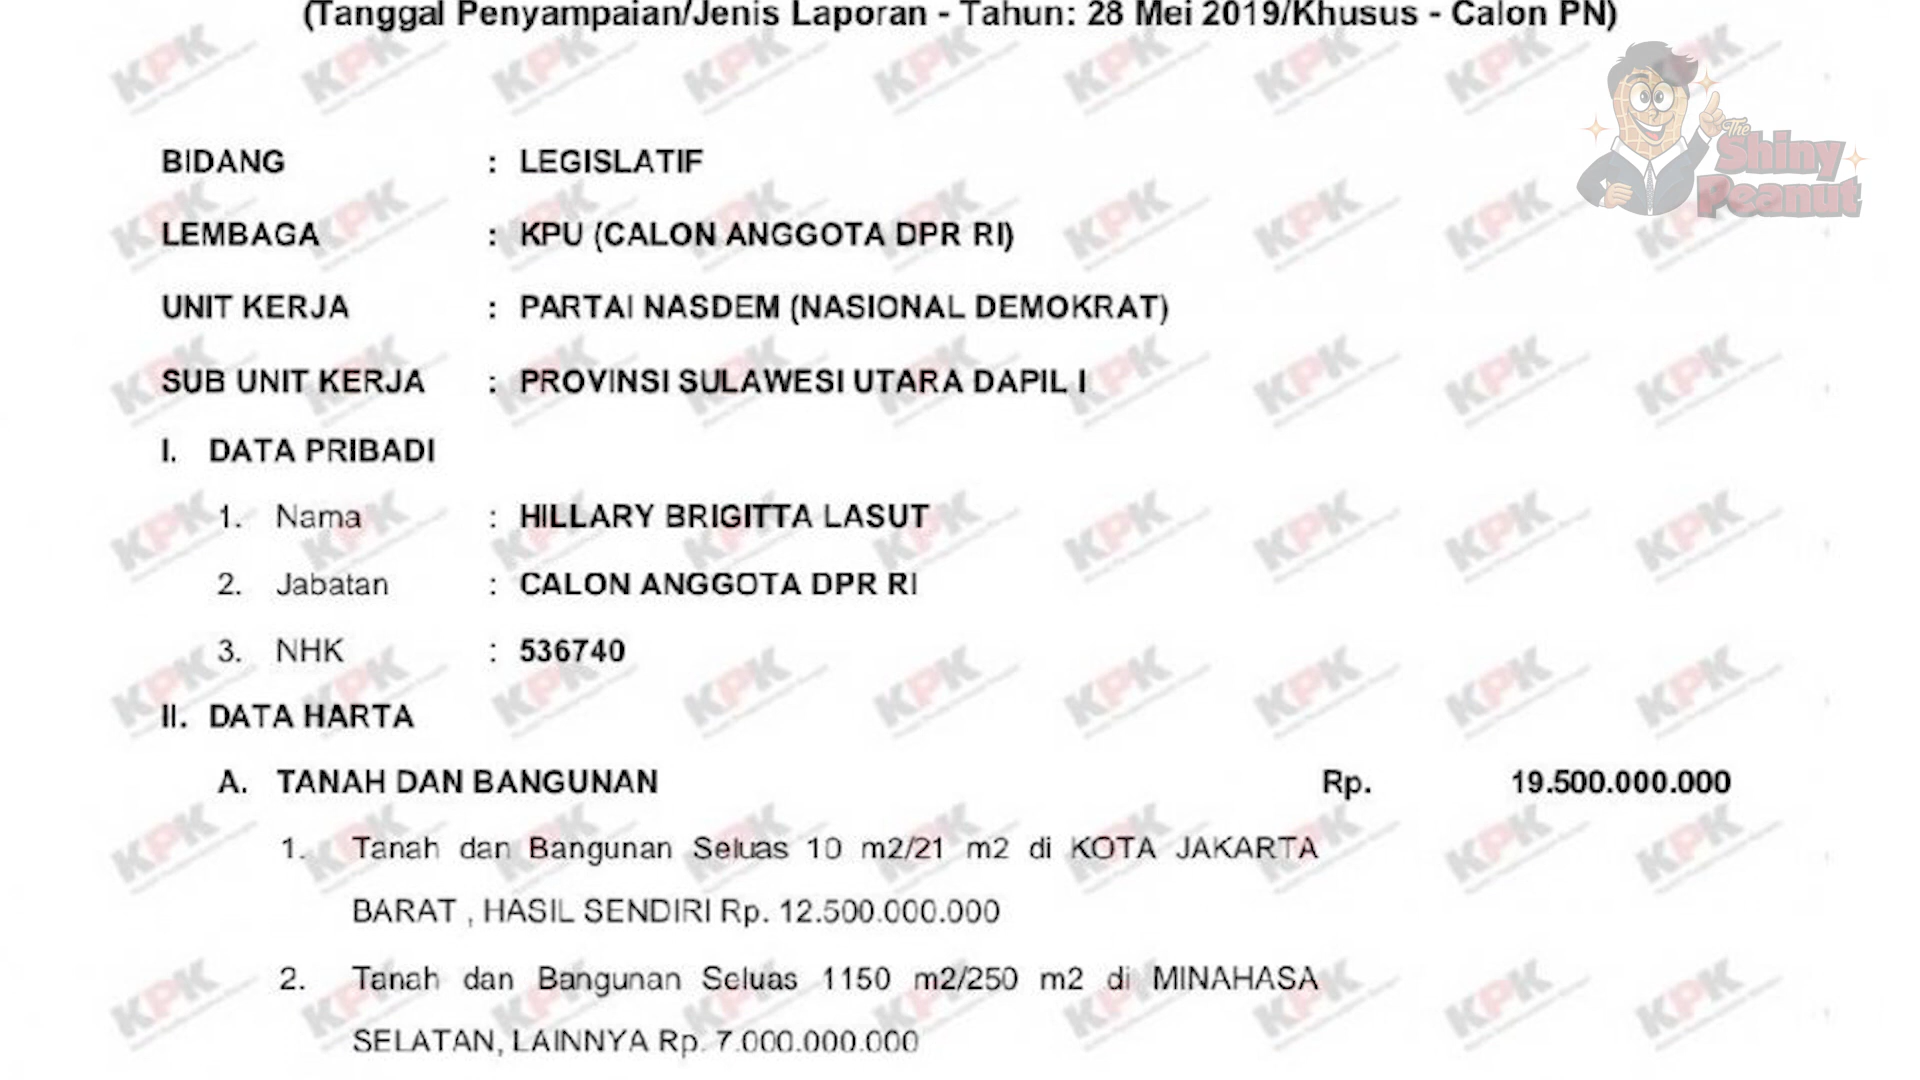 (Tanggal Penyampaian/Jenis Laporan - Tahun: 28 Mei 2019/Khusus - Calon PN)
The
Shiny
Peanut
BIDANG : LEGISLATIF
LEMBAGA : KPU (CALON ANGGOTA DPR RI)
UNIT KERJA : PARTAI NASDEM (NASIONAL DEMOKRAT)
SUB UNIT KERJA : PROVINSI SULAWESI UTARA DAPIL I
I. DATA PRIBADI
1. Nama : HILLARY BRIGITTA LASUT
2. Jabatan : CALON ANGGOTA DPR RI
3. NHK : 536740
II. DATA HARTA
A. TANAH DAN BANGUNAN Rp. 19.500.000.000
1. Tanah dan Bangunan Seluas 10 m2/21 m2 di KOTA JAKARTA
BARAT , HASIL SENDIRI Rp. 12.500.000.000
2. Tanah dan Bangunan Seluas 1150 m2/250 m2 di MINAHASA
SELATAN, LAINNYA Rp. 7.000.000.000
KPK